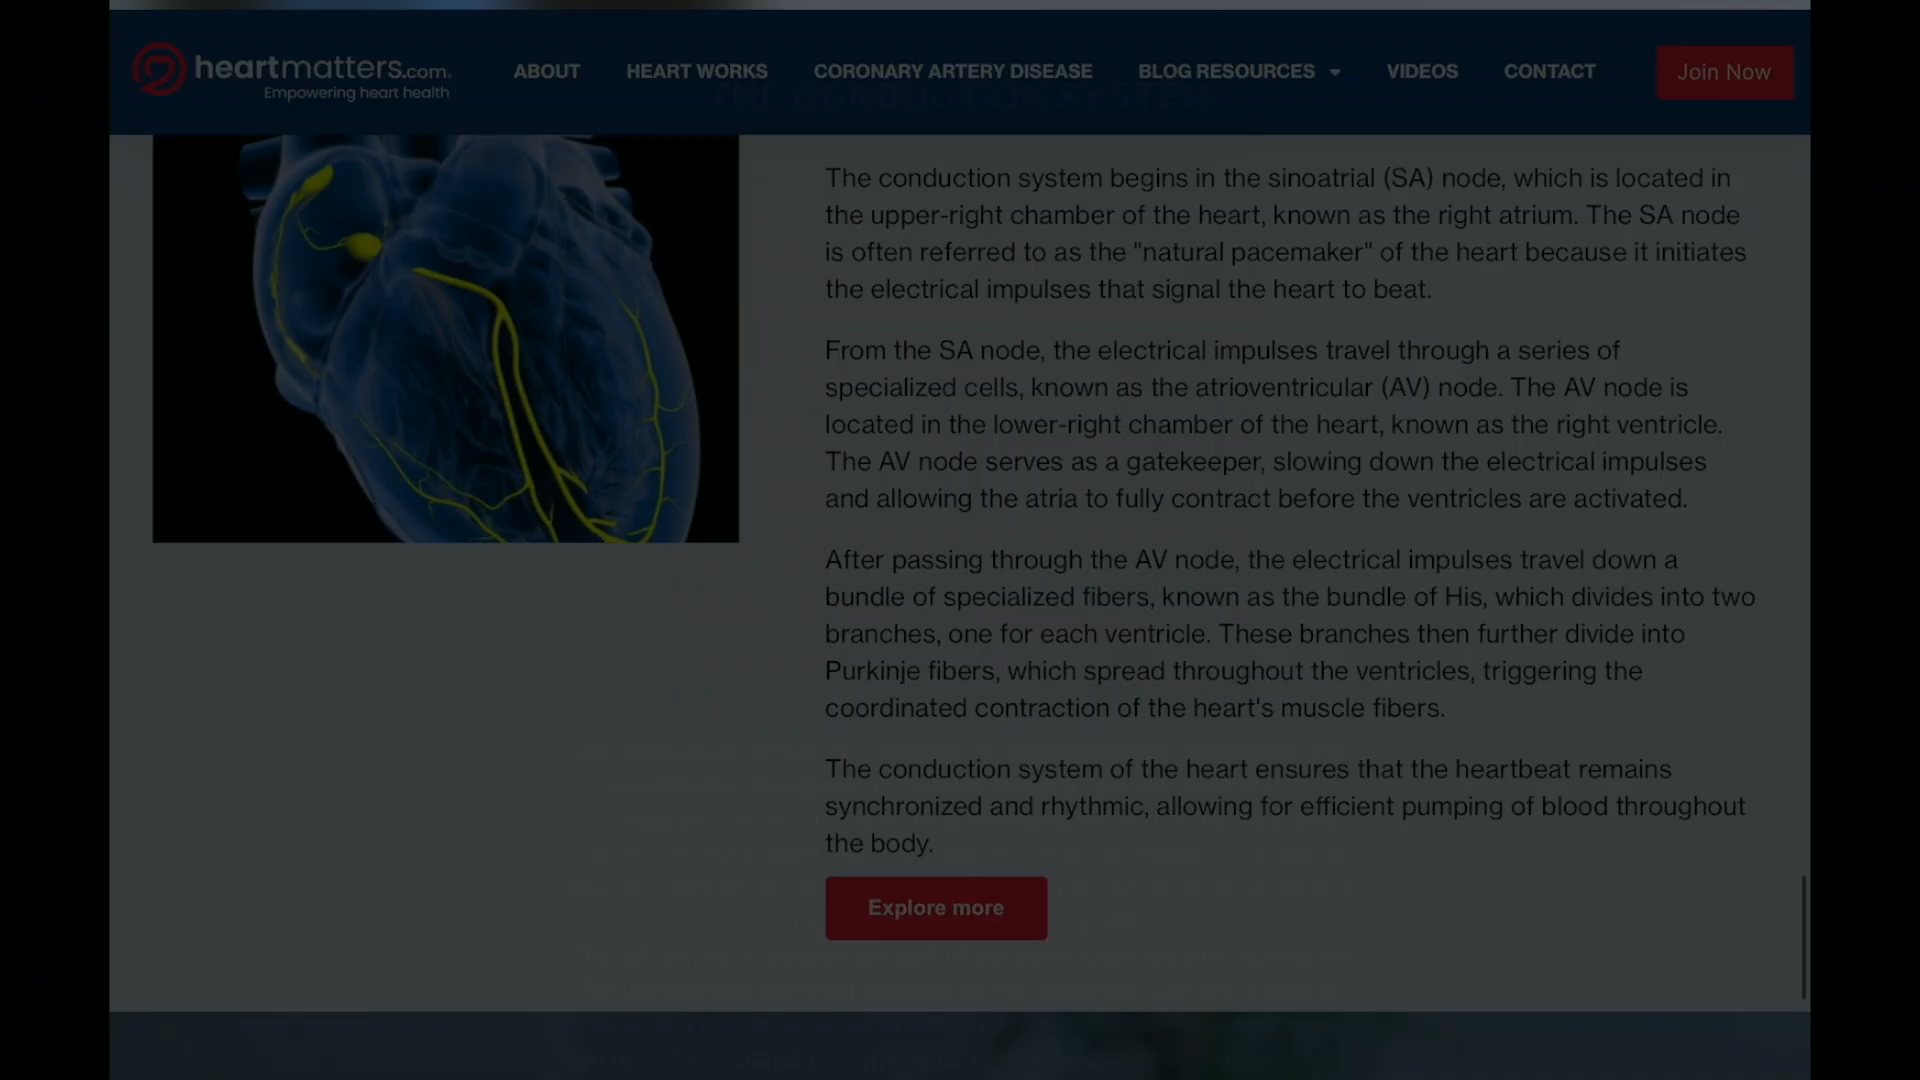 heartmatters.com
Empowering heart health
ABOUT
HEART WORKS
CORONARY ARTERY DISEASE
BLOG RESOURCES
VIDEOS
CONTACT
Join Now
The conduction system begins in the sinoatrial (SA) node, which is located in
the upper-right chamber of the heart, known as the right atrium. The SA node
is often referred to as the "natural pacemaker" of the heart because it initiates
the electrical impulses that signal the heart to beat.
From the SA node, the electrical impulses travel through a series of
specialized cells, known as the atrioventricular (AV) node. The AV node is
located in the lower-right chamber of the heart, known as the right ventricle.
The AV node serves as a gatekeeper, slowing down the electrical impulses
and allowing the atria to fully contract before the ventricles are activated.
After passing through the AV node, the electrical impulses travel down a
bundle of specialized fibers, known as the bundle of His, which divides into two
branches, one for each ventricle. These branches then further divide into
Purkinje fibers, which spread throughout the ventricles, triggering the
coordinated contraction of the heart's muscle fibers.
The conduction system of the heart ensures that the heartbeat remains
synchronized and rhythmic, allowing for efficient pumping of blood throughout
the body.
Explore more